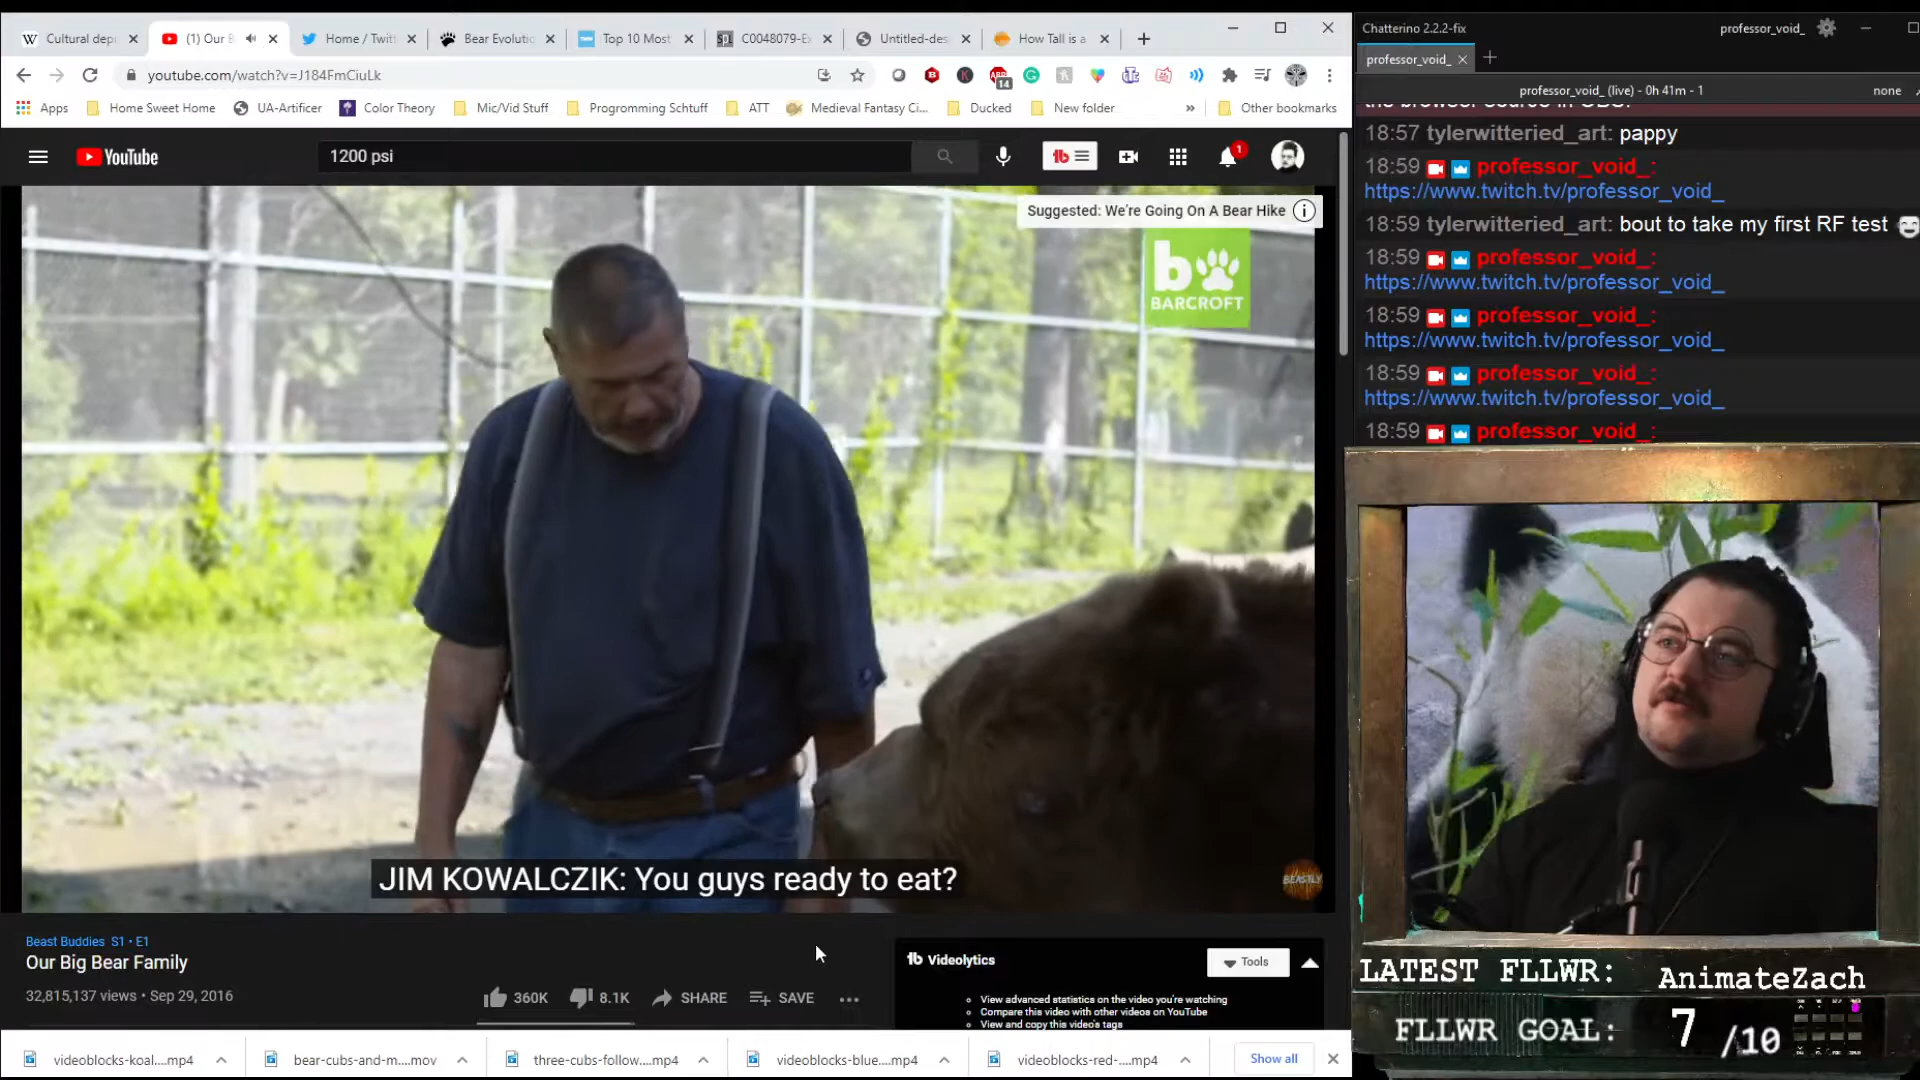 Cultural dep
(1) Our B
Home / Twitt
Bear Evolutio
Top 10 Most
C0048079-Ex
Untitled-des
How Tall is a
youtube.com/watch?v=J184FmCiuLk
14
Apps
Home Sweet Home
UA-Artificer
Color Theory
Mic/Vid Stuff
Programming Schtuff
ATT
Medieval Fantasy Ci...
Ducked
New folder
»
Other bookmarks
YouTube
1200 psi
1
Suggested: We're Going On A Bear Hike
b
BARCROFT
JIM KOWALCZIK: You guys ready to eat?
BEASTLY
Beast Buddies S1 • E1
Our Big Bear Family
32,815,137 views • Sep 29, 2016
360K
8.1K
SHARE
SAVE
Videolytics
Tools
View advanced statistics on the video you're watching
Compare this video with other videos on YouTube
View and copy this video's tags
videoblocks-koal....mp4
bear-cubs-and-m....mov
three-cubs-follow....mp4
videoblocks-blue....mp4
videoblocks-red-....mp4
Show all
Chatterino 2.2.2-fix
professor_void_
professor_void_
professor_void_ (live) - 0h 41m - 1
none
the browser source in OBS.
18:57 tylerwitteried_art: pappy
18:59 professor_void_:
https://www.twitch.tv/professor_void_
18:59 tylerwitteried_art: bout to take my first RF test
18:59 professor_void_:
https://www.twitch.tv/professor_void_
18:59 professor_void_:
https://www.twitch.tv/professor_void_
18:59 professor_void_:
https://www.twitch.tv/professor_void_
18:59 professor_void_:
LATEST FLLWR: AnimateZach
FLLWR GOAL: 7 /10